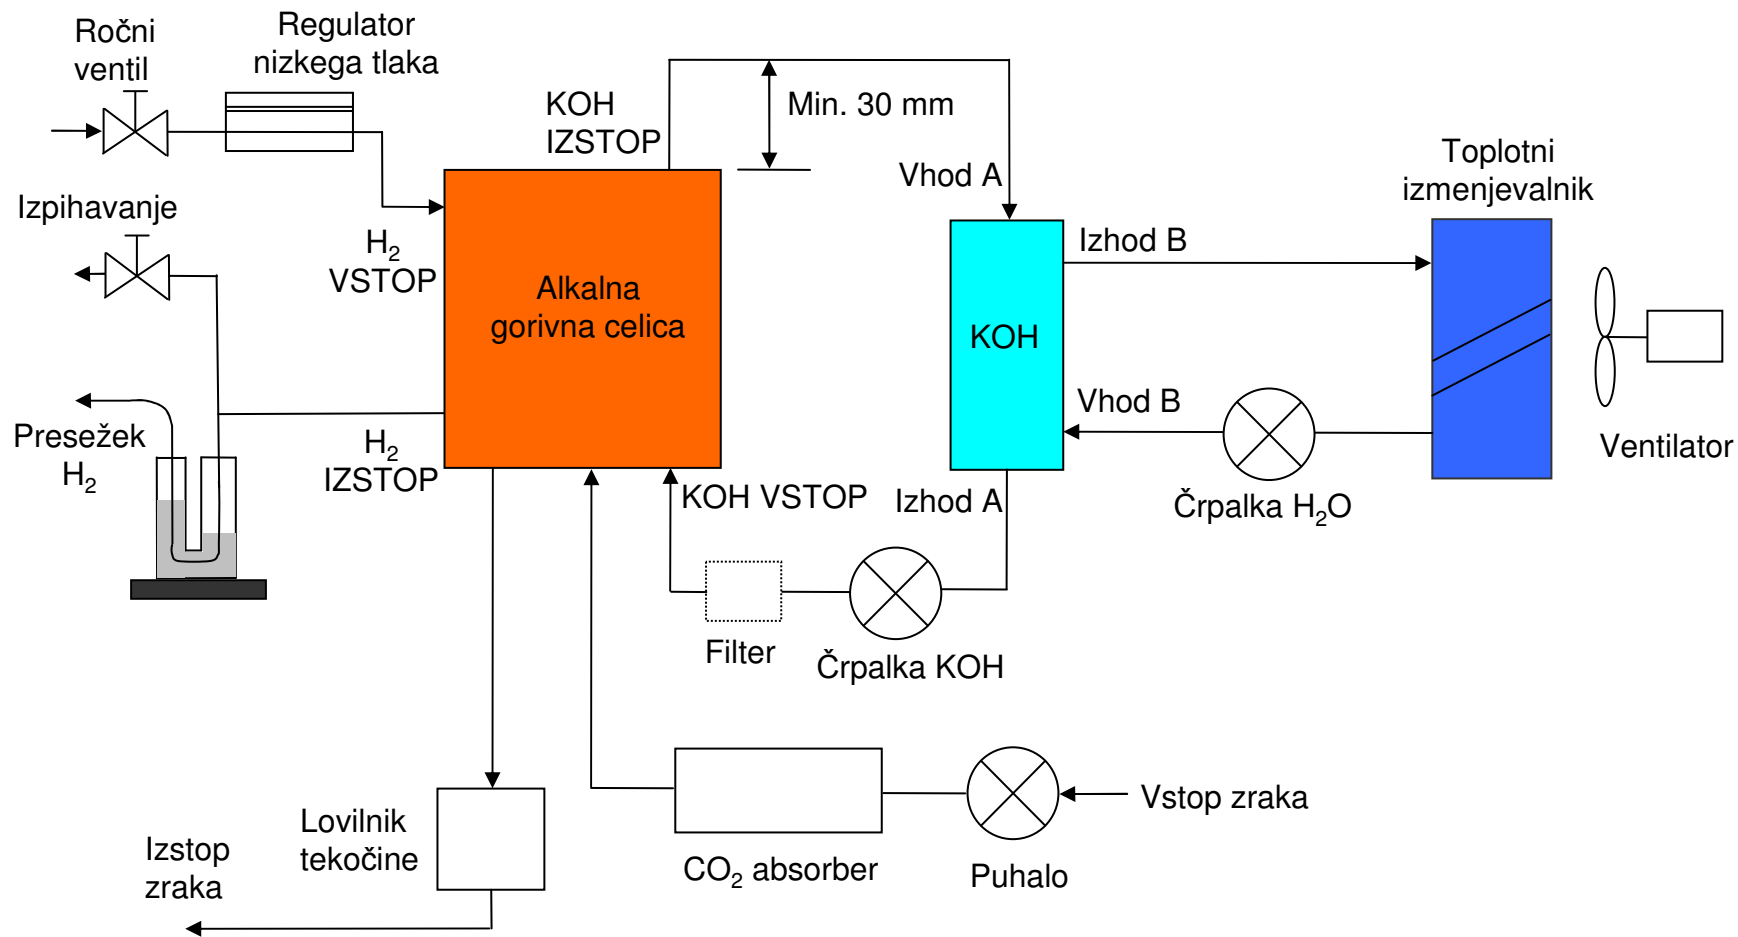 Ročni
ventil
Regulator
nizkega tlaka
KOH
IZSTOP
Min. 30 mm
Vhod A
Toplotni
izmenjevalnik
Izpihavanje
H₂
VSTOP
Izhod B
Alkalna
gorivna celica
KOH
Vhod B
Presežek
H₂
H₂
IZSTOP
KOH VSTOP
Izhod A
Črpalka H₂O
Ventilator
Filter
Črpalka KOH
Vstop zraka
Lovilnik
tekočine
Izstop
zraka
CO₂ absorber
Puhalo